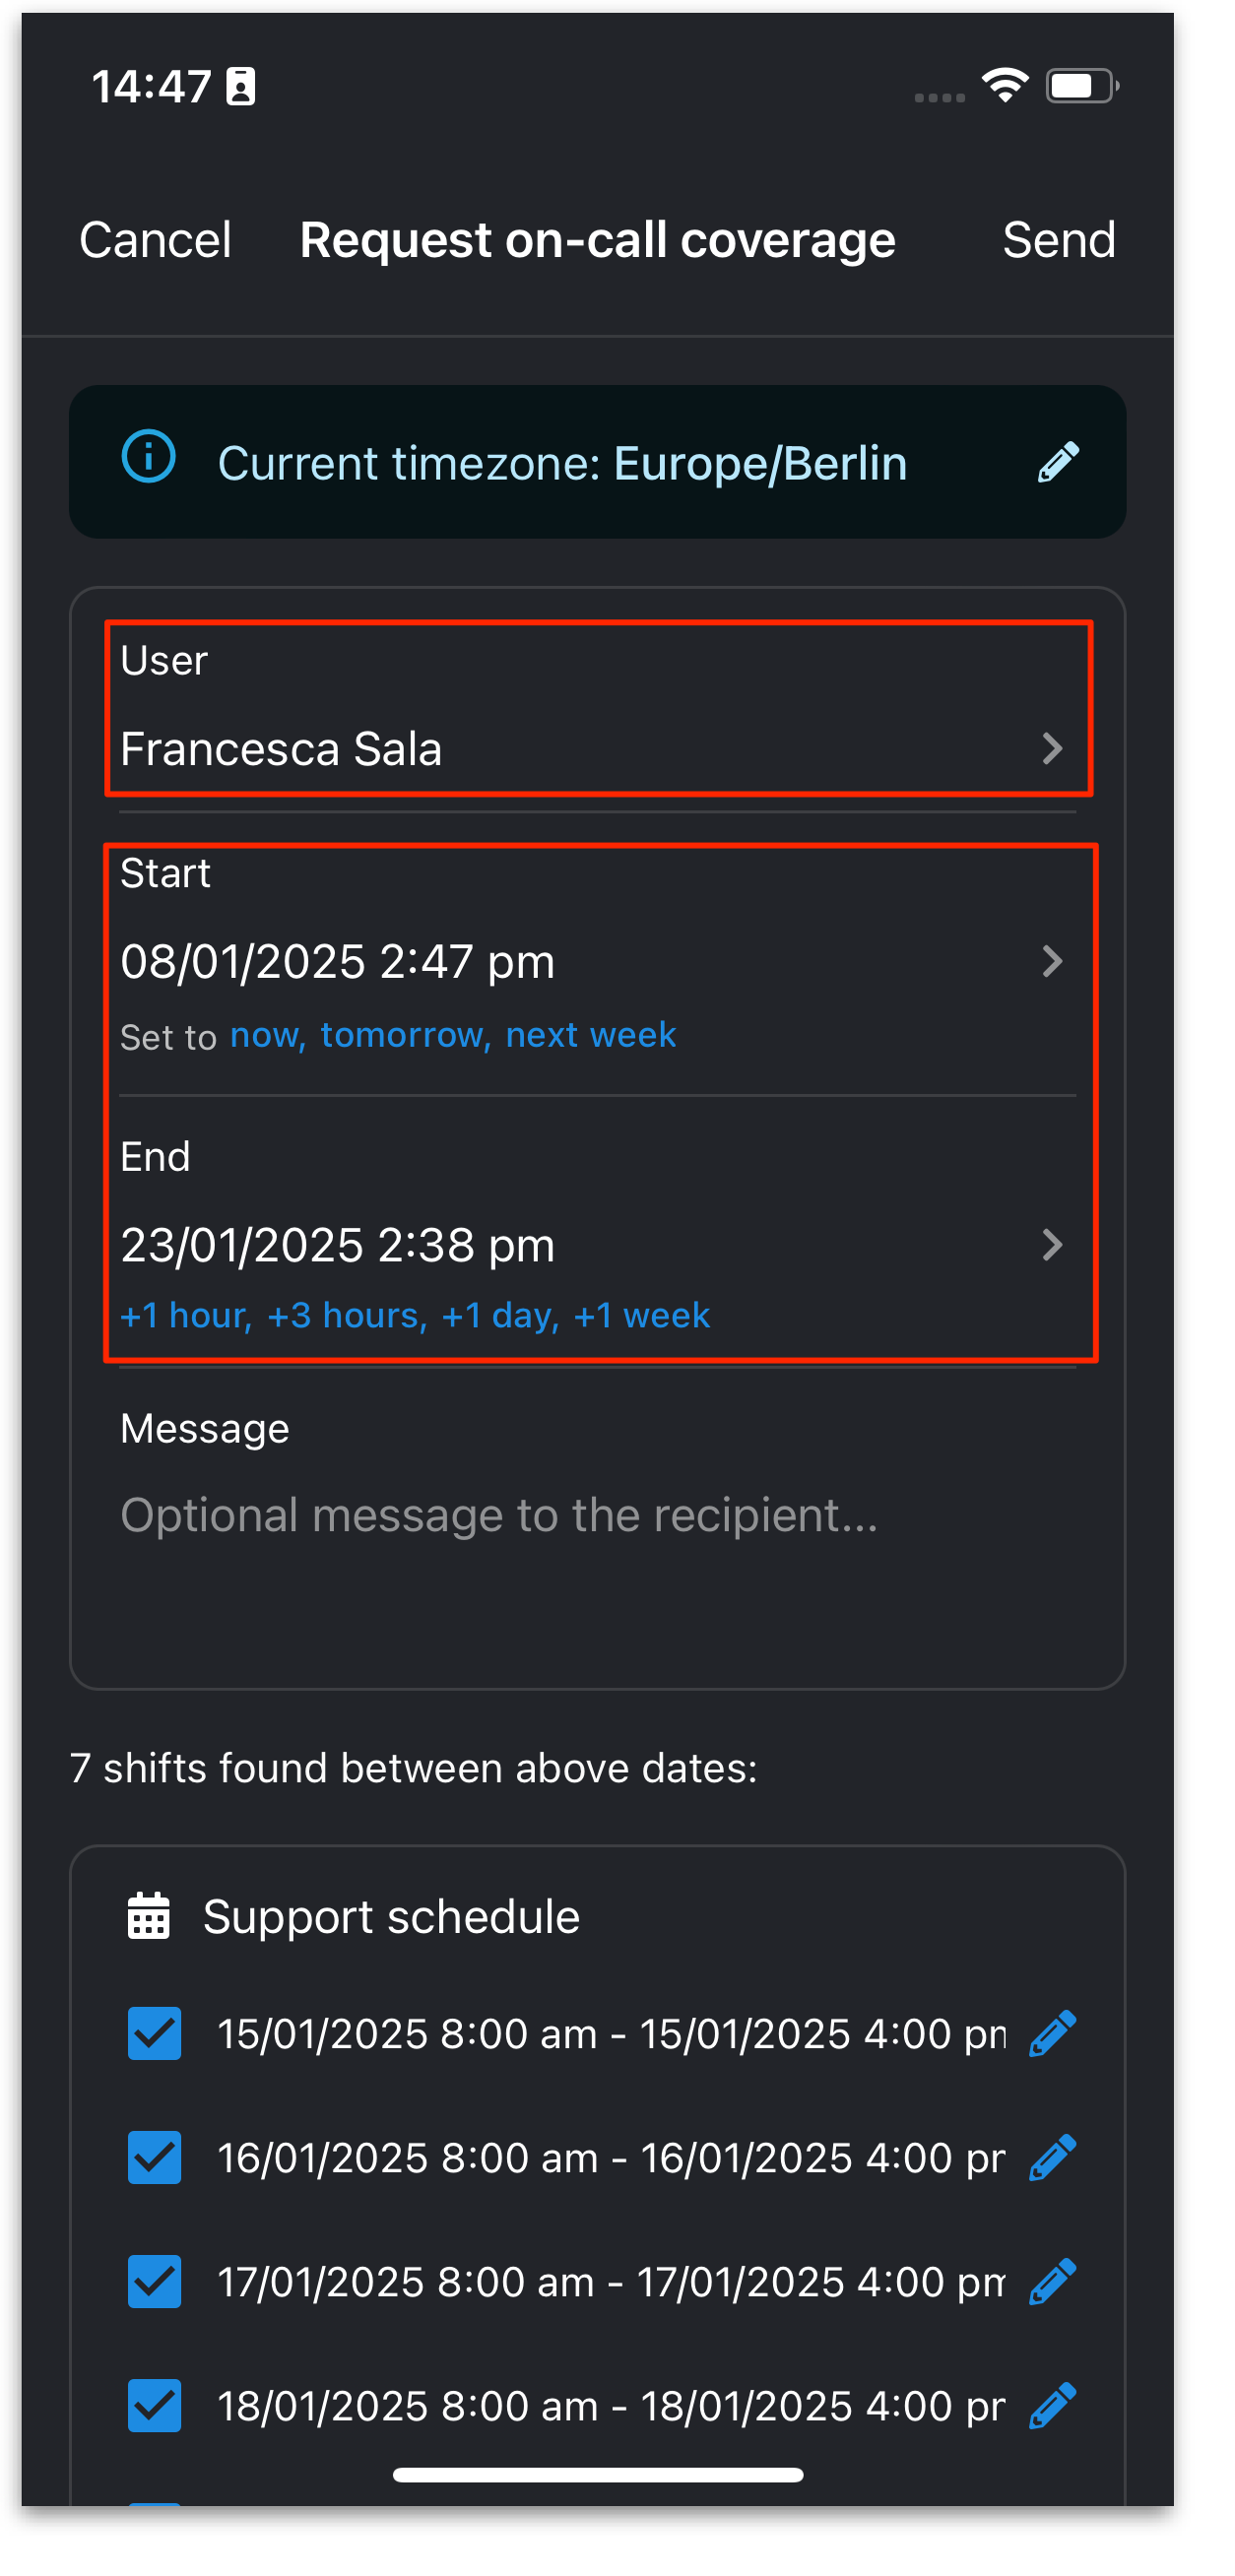 14:47
Cancel Request on-call coverage Send
Current timezone: Europe/Berlin
User
Francesca Sala
Start
08/01/2025 2:47 pm
Set to now, tomorrow, next week
End
23/01/2025 2:38 pm
+1 hour, +3 hours, +1 day, +1 week
Message
Optional message to the recipient...
7 shifts found between above dates:
Support schedule
15/01/2025 8:00 am - 15/01/2025 4:00
16/01/2025 8:00 am - 16/01/2025 4:00
17/01/2025 8:00 am - 17/01/2025 4:00 pm
18/01/2025 8:00 am - 18/01/2025 4:00